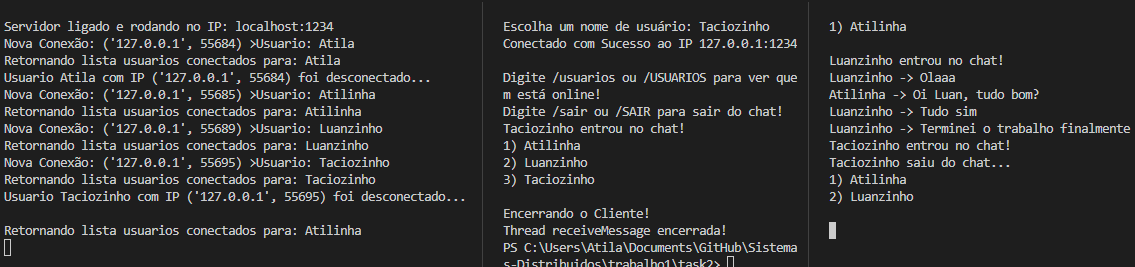 Servidor ligado e rodando no IP: localhost:1234
Nova Conexão: ('127.0.0.1', 55684) >Usuario: Atila
Retornando lista usuarios conectados para: Atila
Usuario Atila com IP ('127.0.0.1', 55684) foi desconectado...
Nova Conexão: ('127.0.0.1', 55685) >Usuario: Atilinha
Retornando lista usuarios conectados para: Atilinha
Nova Conexão: ('127.0.0.1', 55689) >Usuario: Luanzinho
Retornando lista usuarios conectados para: Luanzinho
Nova Conexão: ('127.0.0.1', 55695) >Usuario: Taciozinho
Retornando lista usuarios conectados para: Taciozinho
Usuario Taciozinho com IP ('127.0.0.1', 55695) foi desconectado...
Retornando lista usuarios conectados para: Atilinha
Escolha um nome de usuário: Taciozinho
Conectado com Sucesso ao IP 127.0.0.1:1234
Digite /usuarios ou /USUARIOS para ver que
m está online!
Digite /sair ou /SAIR para sair do chat!
Taciozinho entrou no chat!
1) Atilinha
2) Luanzinho
3) Taciozinho
Encerrando o Cliente!
Thread receiveMessage encerrada!
PS C:\Users\Atila\Documents\GitHub\Sistema
s-Distribuidos\trabalho1\task2>
1) Atilinha
Luanzinho entrou no chat!
Luanzinho -> Olaaa
Atilinha -> Oi Luan, tudo bom?
Luanzinho -> Tudo sim
Luanzinho -> Terminei o trabalho finalmente
Taciozinho entrou no chat!
Taciozinho saiu do chat...
1) Atilinha
2) Luanzinho